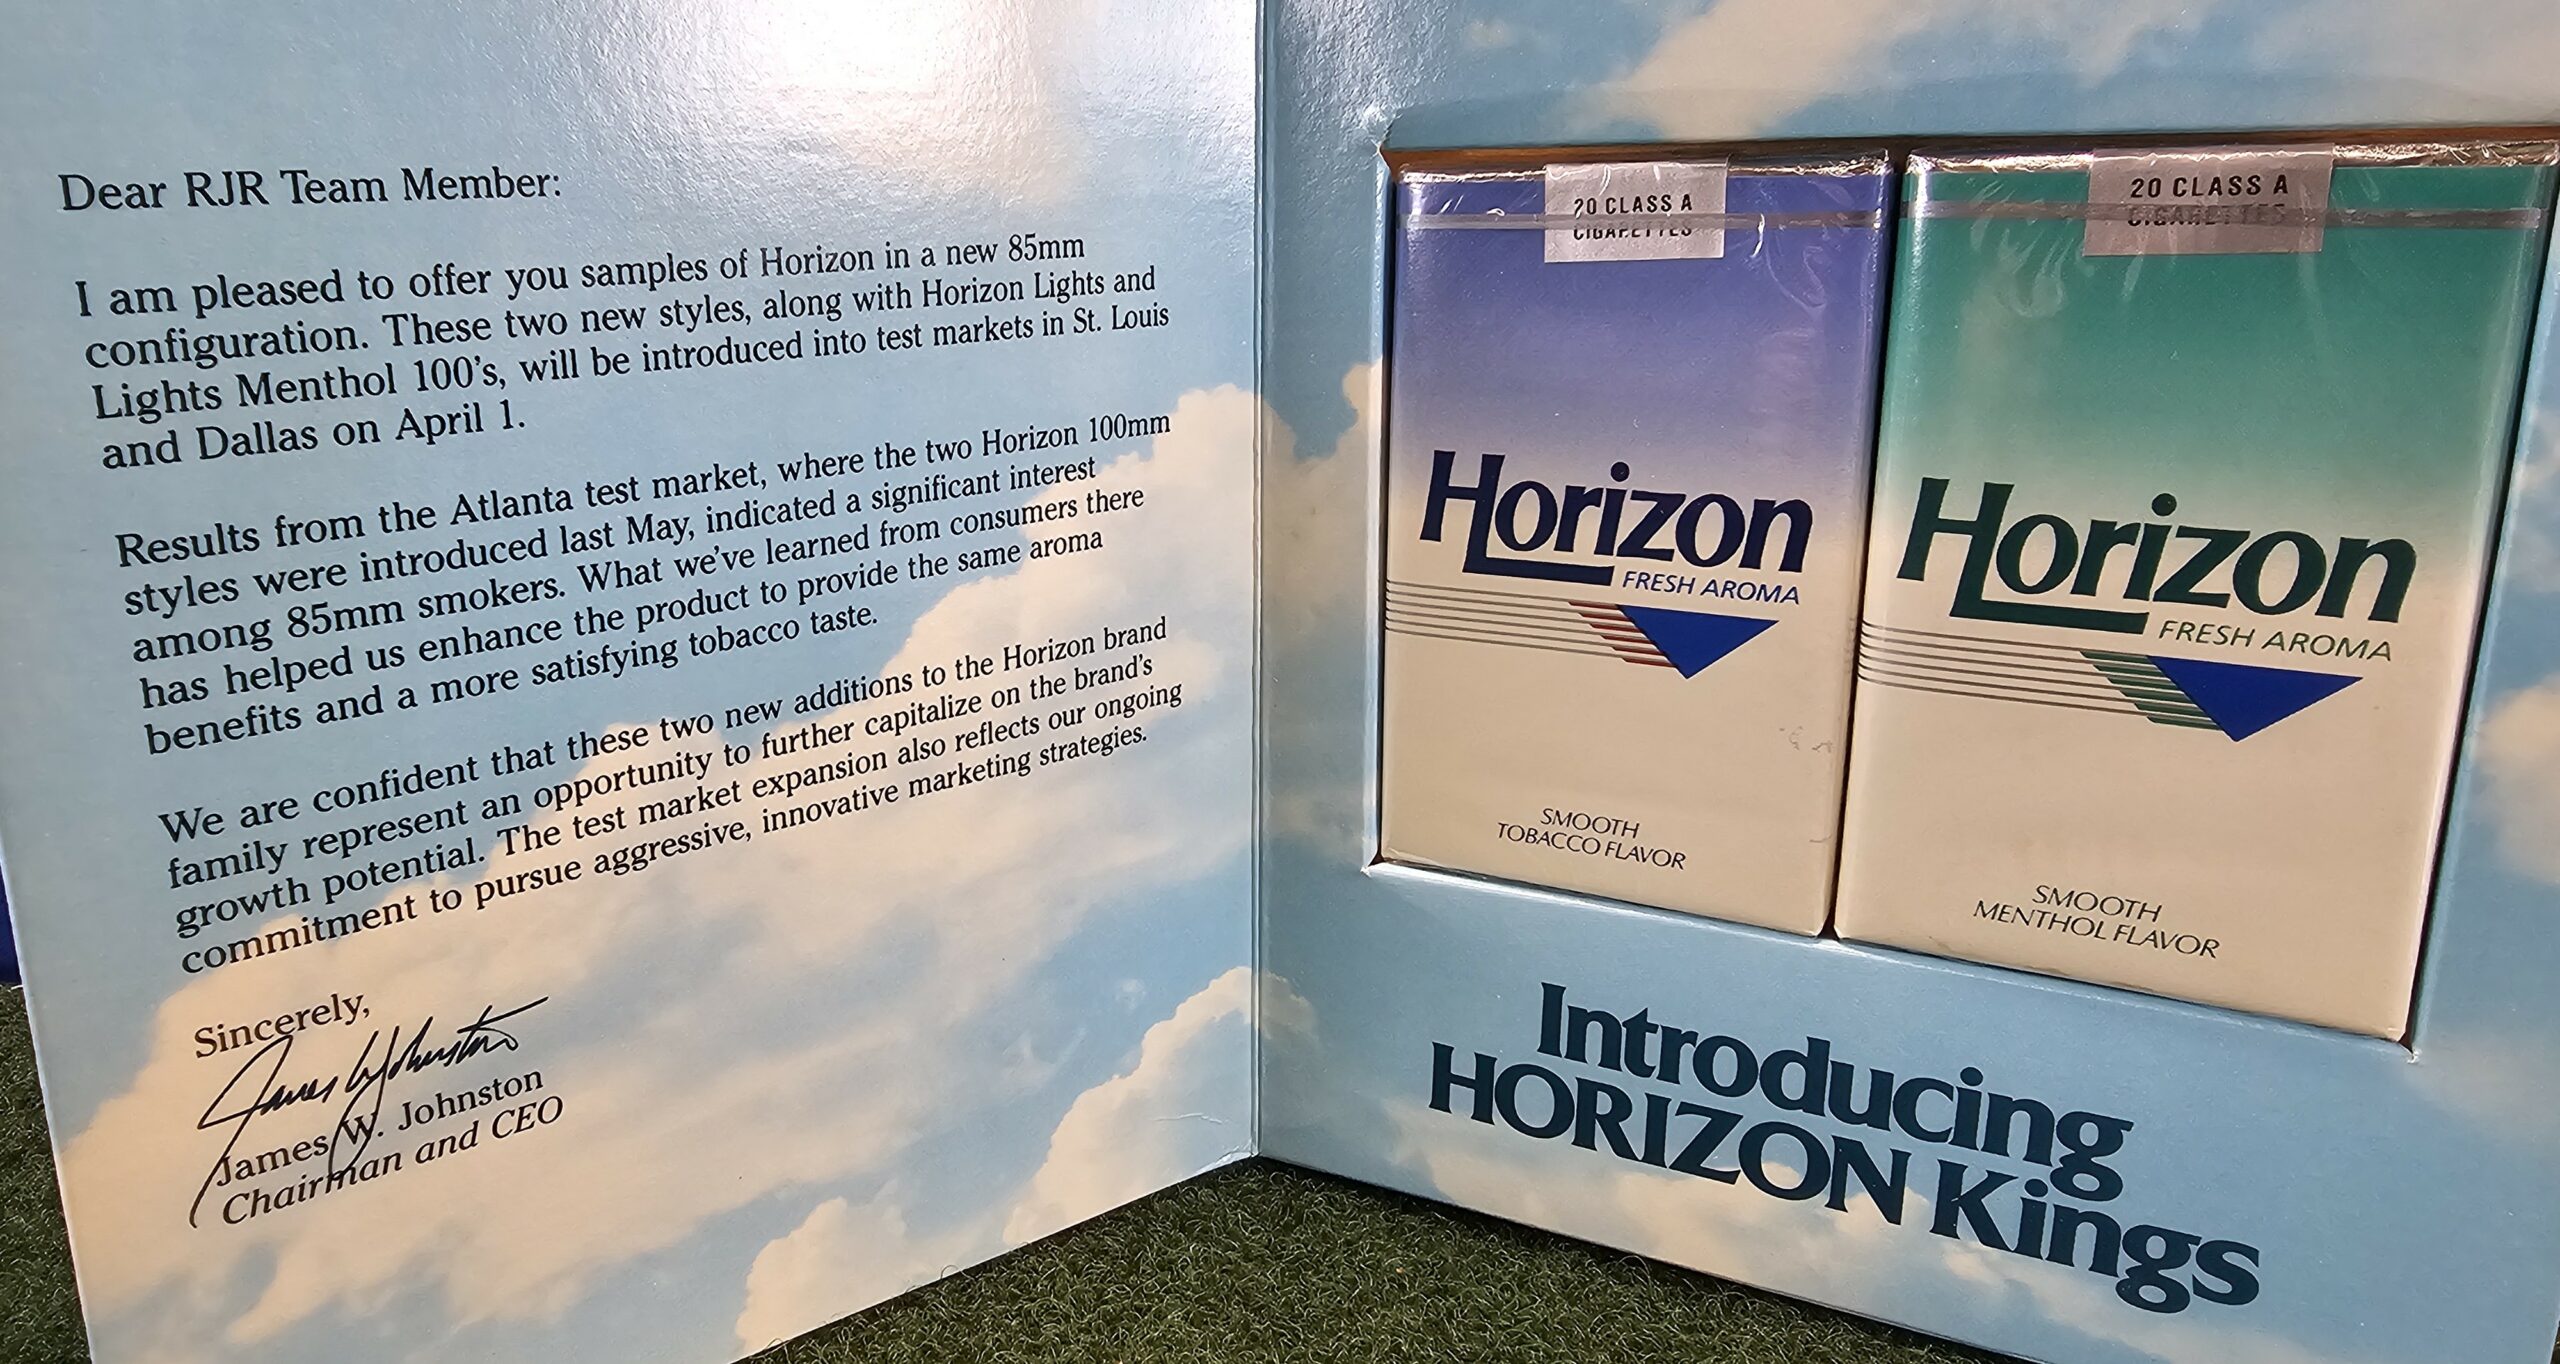 Dear RJR Team Member:
I am pleased to offer you samples of Horizon in a new 85mm
configuration. These two new styles, along with Horizon Lights and
Lights Menthol 100's, will be introduced into test markets in St. Louis
and Dallas on April 1.
Results from the Atlanta test market, where the two Horizon 100mm
styles were introduced last May, indicated a significant interest
among 85mm smokers. What we've learned from consumers there
has helped us enhance the product to provide the same aroma
benefits and a more satisfying tobacco taste.
We are confident that these two new additions to the Horizon brand
family represent an opportunity to further capitalize on the brand's
growth potential. The test market expansion also reflects our ongoing
commitment to pursue aggressive, innovative marketing strategies.
Sincerely,
James W Johnston
James W. Johnston
Chairman and CEO
20 CLASS A
CIGARETTES
Horizon
FRESH AROMA
SMOOTH
TOBACCO FLAVOR
20 CLASS A
CIGARETTES
Horizon
FRESH AROMA
SMOOTH
MENTHOL FLAVOR
Introducing
HORIZON Kings